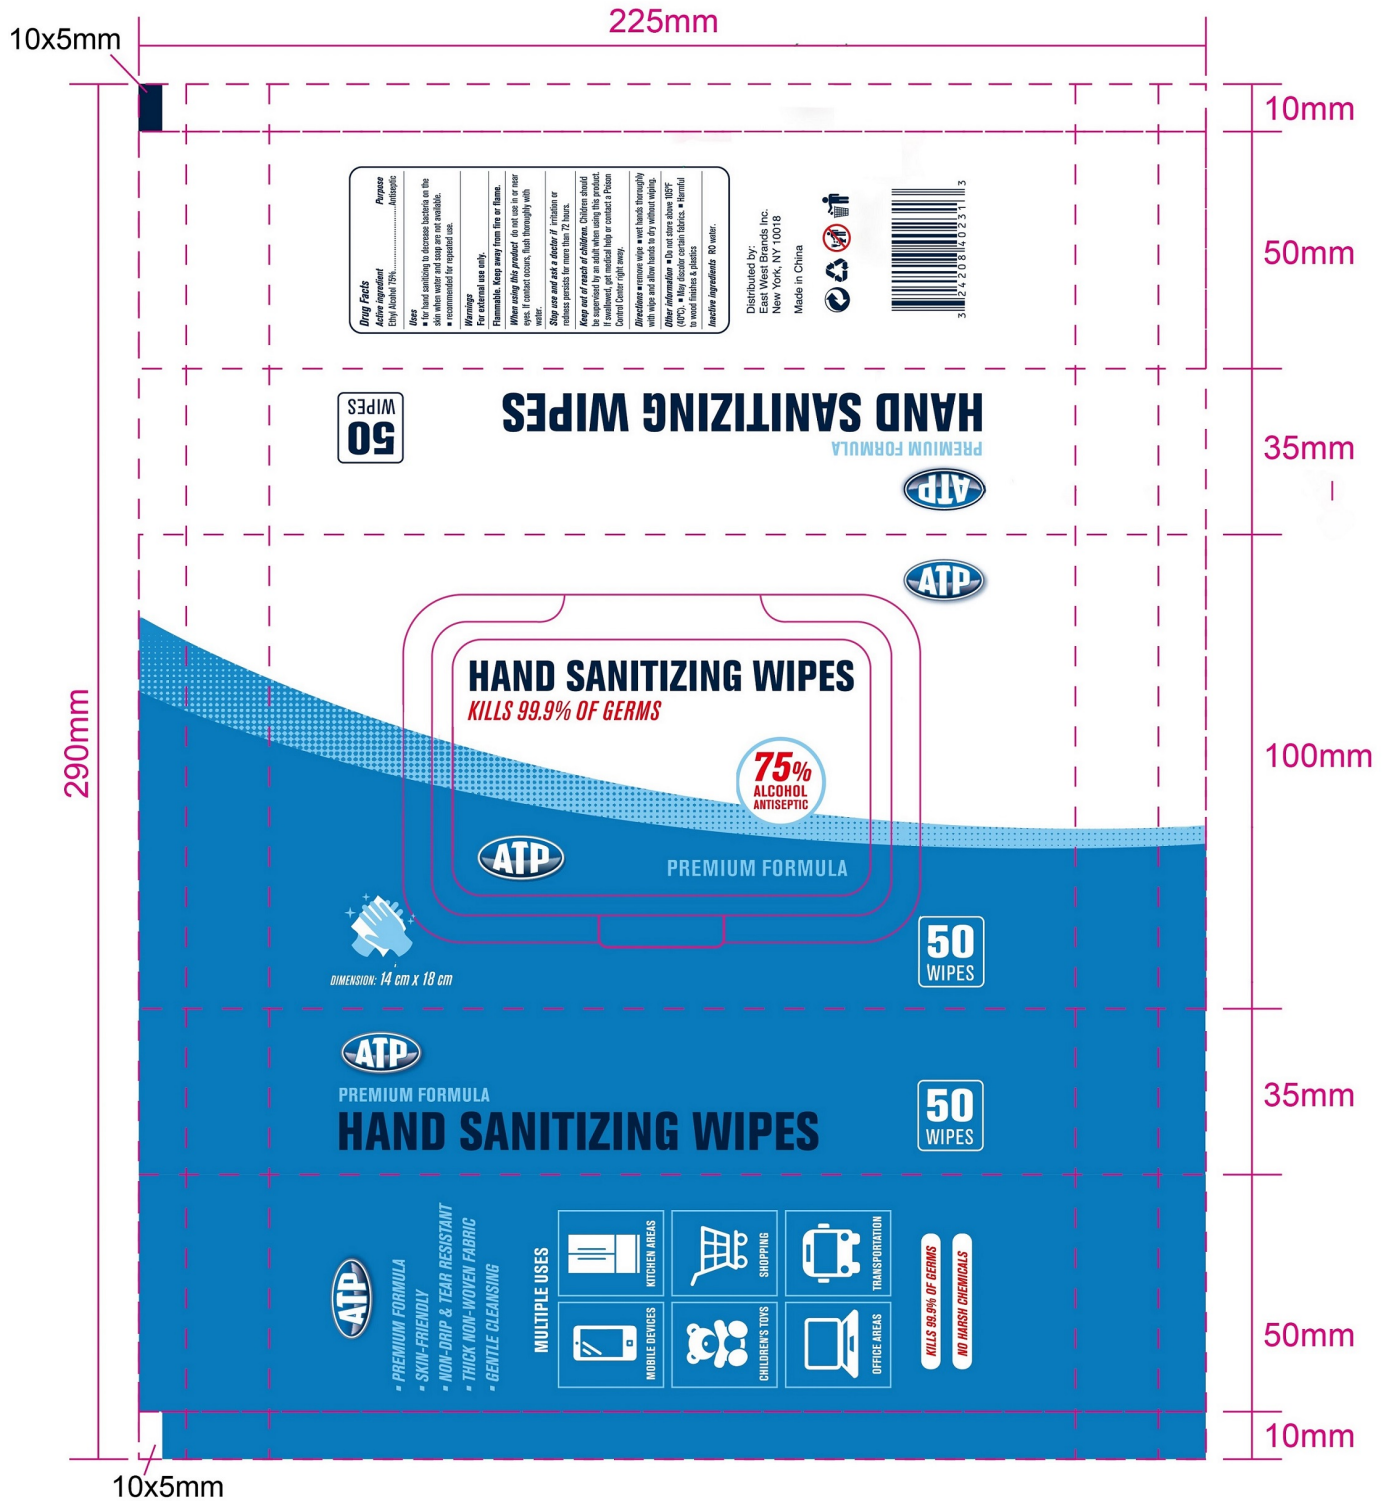 225mm
10x5mm
10mm
50mm
35mm
100mm
35mm
50mm
10mm
290mm
10x5mm
Drug Facts
Active ingredient Purpose
Ethyl Alcohol 75%..............................Antiseptic
Uses
▪ for hand sanitizing to decrease bacteria on the
skin when water and soap are not available.
▪ recommended for repeated use.
Warnings
For external use only.
Flammable. Keep away from fire or flame.
When using this product do not use in or near
eyes. If contact occurs, flush thoroughly with
water.
Stop use and ask a doctor if irritation or
redness persists for more than 72 hours.
Keep out of reach of children. Children should
be supervised by an adult when using this product.
If swallowed, get medical help or contact a Poison
Control Center right away.
Directions ▪ remove wipe ▪ wet hands thoroughly
with wipe and allow hands to dry without wiping.
Other information ▪ Do not store above 105°F
(40°C). ▪ May discolor certain fabrics. ▪ Harmful
to wood finishes & plastics
Inactive ingredients RO water.
Distributed by:
East West Brands Inc.
New York, NY 10018
Made in China
3 24208 40231 3
ATP
PREMIUM FORMULA
HAND SANITIZING WIPES
50
WIPES
ATP
HAND SANITIZING WIPES
KILLS 99.9% OF GERMS
75%
ALCOHOL
ANTISEPTIC
ATP
PREMIUM FORMULA
DIMENSION: 14 cm x 18 cm
50
WIPES
ATP
PREMIUM FORMULA
HAND SANITIZING WIPES
50
WIPES
ATP
▪ PREMIUM FORMULA
▪ SKIN-FRIENDLY
▪ NON-DRIP & TEAR RESISTANT
▪ THICK NON-WOVEN FABRIC
▪ GENTLE CLEANSING
MULTIPLE USES
MOBILE DEVICES
KITCHEN AREAS
CHILDREN'S TOYS
SHOPPING
OFFICE AREAS
TRANSPORTATION
KILLS 99.9% OF GERMS
NO HARSH CHEMICALS